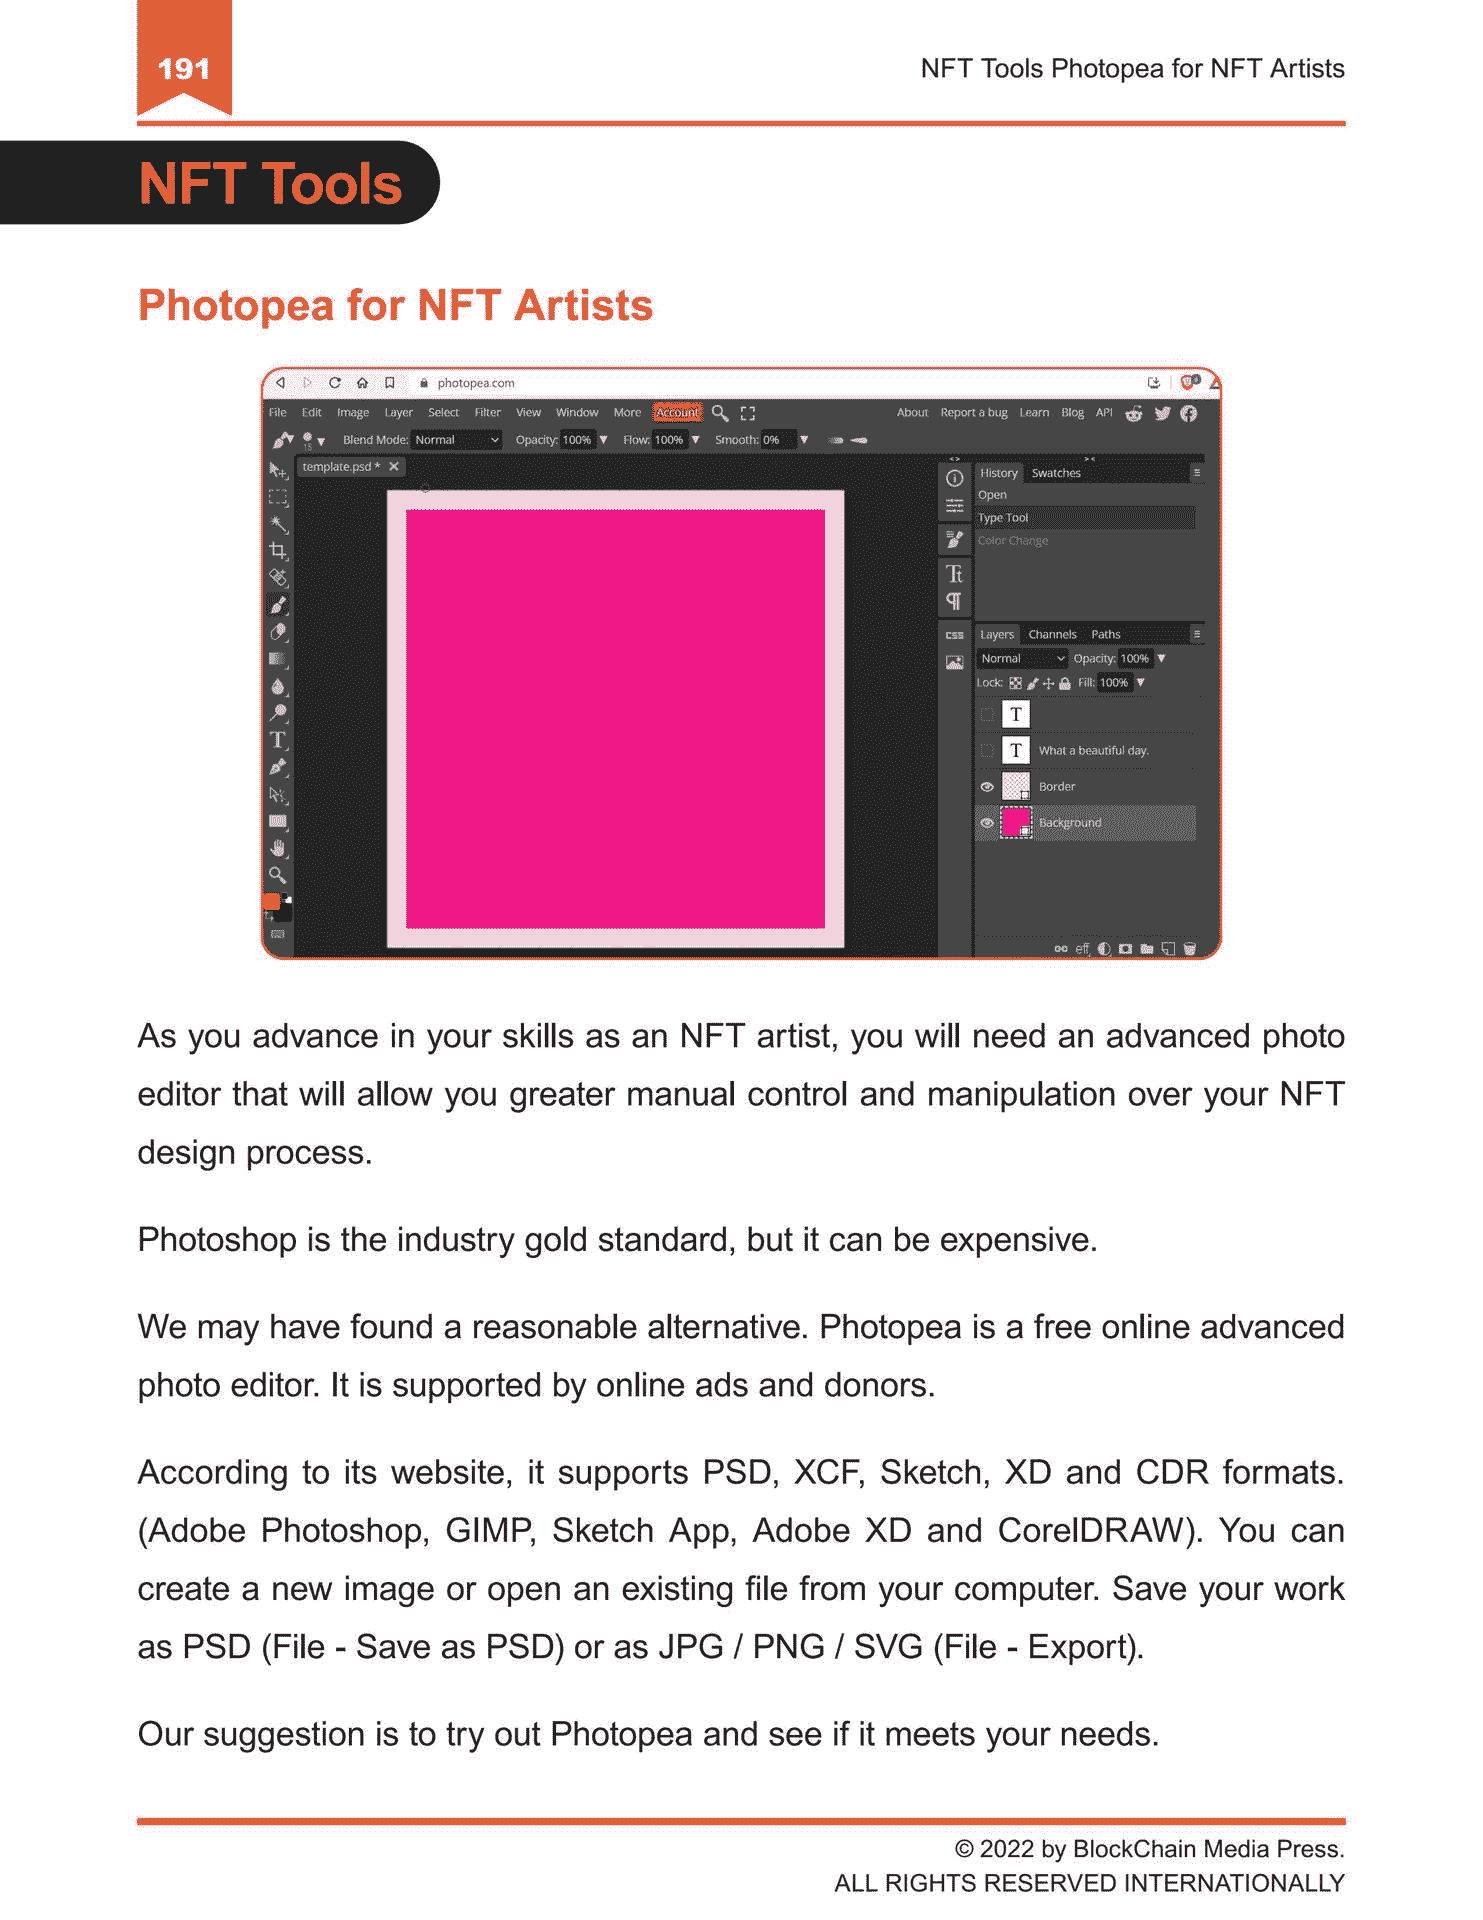 191
NFT Tools Photopea for NFT Artists
NFT Tools
Photopea for NFT Artists
photopea.com
File Edit Image Layer Select Filter View Window More Account About Report a bug Learn Blog API
15 Blend Mode: Normal Opacity: 100% Flow: 100% Smooth: 0%
template.psd *
History Swatches
Open
Type Tool
Color Change
CSS
Layers Channels Paths
Normal Opacity: 100%
Lock: Fill: 100%
T
T What a beautiful day.
Border
Background
eff
As you advance in your skills as an NFT artist, you will need an advanced photo
editor that will allow you greater manual control and manipulation over your NFT
design process.
Photoshop is the industry gold standard, but it can be expensive.
We may have found a reasonable alternative. Photopea is a free online advanced
photo editor. It is supported by online ads and donors.
According to its website, it supports PSD, XCF, Sketch, XD and CDR formats.
(Adobe Photoshop, GIMP, Sketch App, Adobe XD and CorelDRAW). You can
create a new image or open an existing file from your computer. Save your work
as PSD (File - Save as PSD) or as JPG / PNG / SVG (File - Export).
Our suggestion is to try out Photopea and see if it meets your needs.
© 2022 by BlockChain Media Press.
ALL RIGHTS RESERVED INTERNATIONALLY